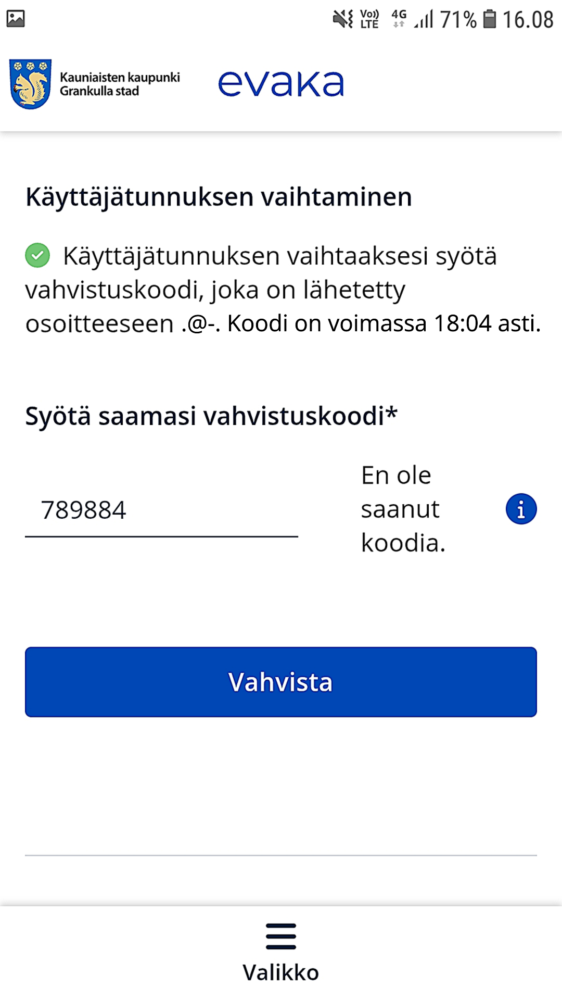 Vo)) LTE 4G 71% 16.08
Kauniaisten kaupunki
Grankulla stad
evaka
Käyttäjätunnuksen vaihtaminen
Käyttäjätunnuksen vaihtaaksesi syötä
vahvistuskoodi, joka on lähetetty
osoitteeseen .@-. Koodi on voimassa 18:04 asti.
Syötä saamasi vahvistuskoodi*
789884
En ole
saanut
koodia.
Vahvista
Valikko